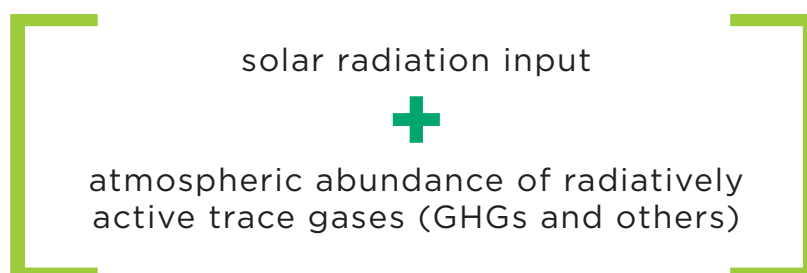 solar radiation input
+
atmospheric abundance of radiatively
active trace gases (GHGs and others)